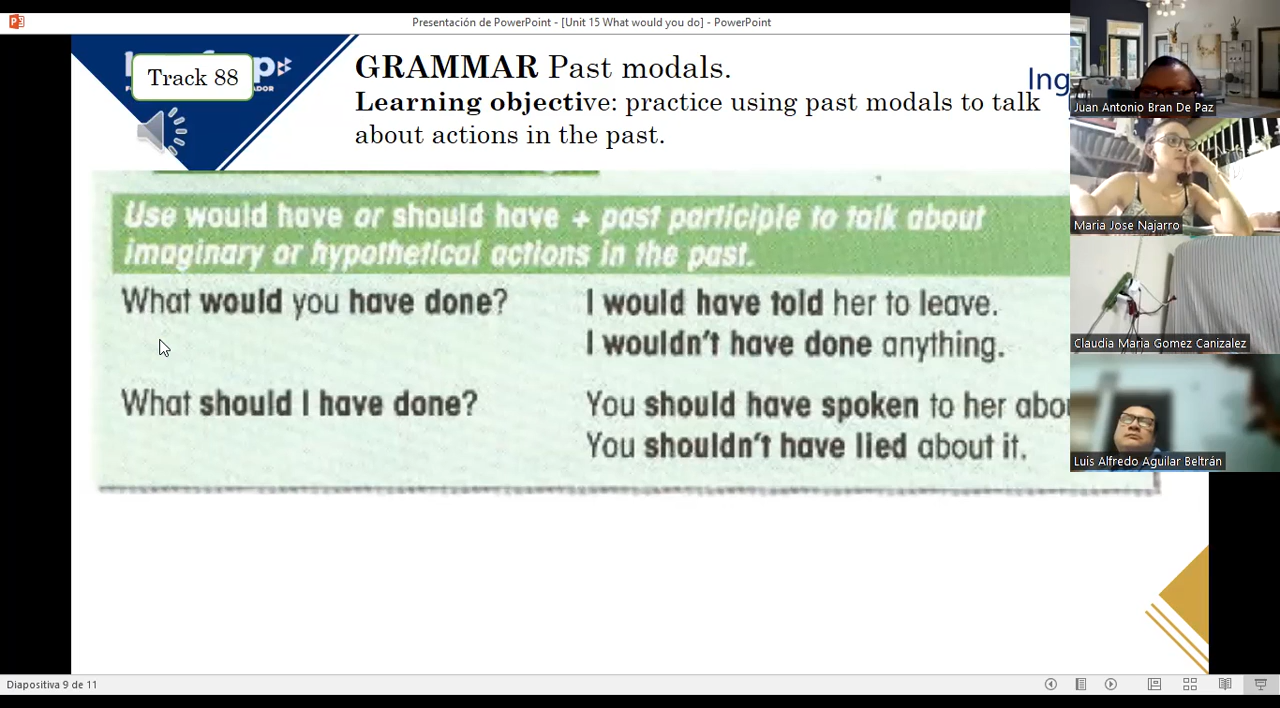 Presentación de PowerPoint - [Unit 15 What would you do] - PowerPoint
Track 88
GRAMMAR Past modals.
Learning objective: practice using past modals to talk
about actions in the past.
Use would have or should have + past participle to talk about
imaginary or hypothetical actions in the past.
What would you have done?
I would have told her to leave.
I wouldn't have done anything.
What should I have done?
You should have spoken to her
You shouldn't have lied about it.
Juan Antonio Bran De Paz
Maria Jose Najarro
Claudia Maria Gomez Canizalez
Luis Alfredo Aguilar Beltrán
Diapositiva 9 de 11